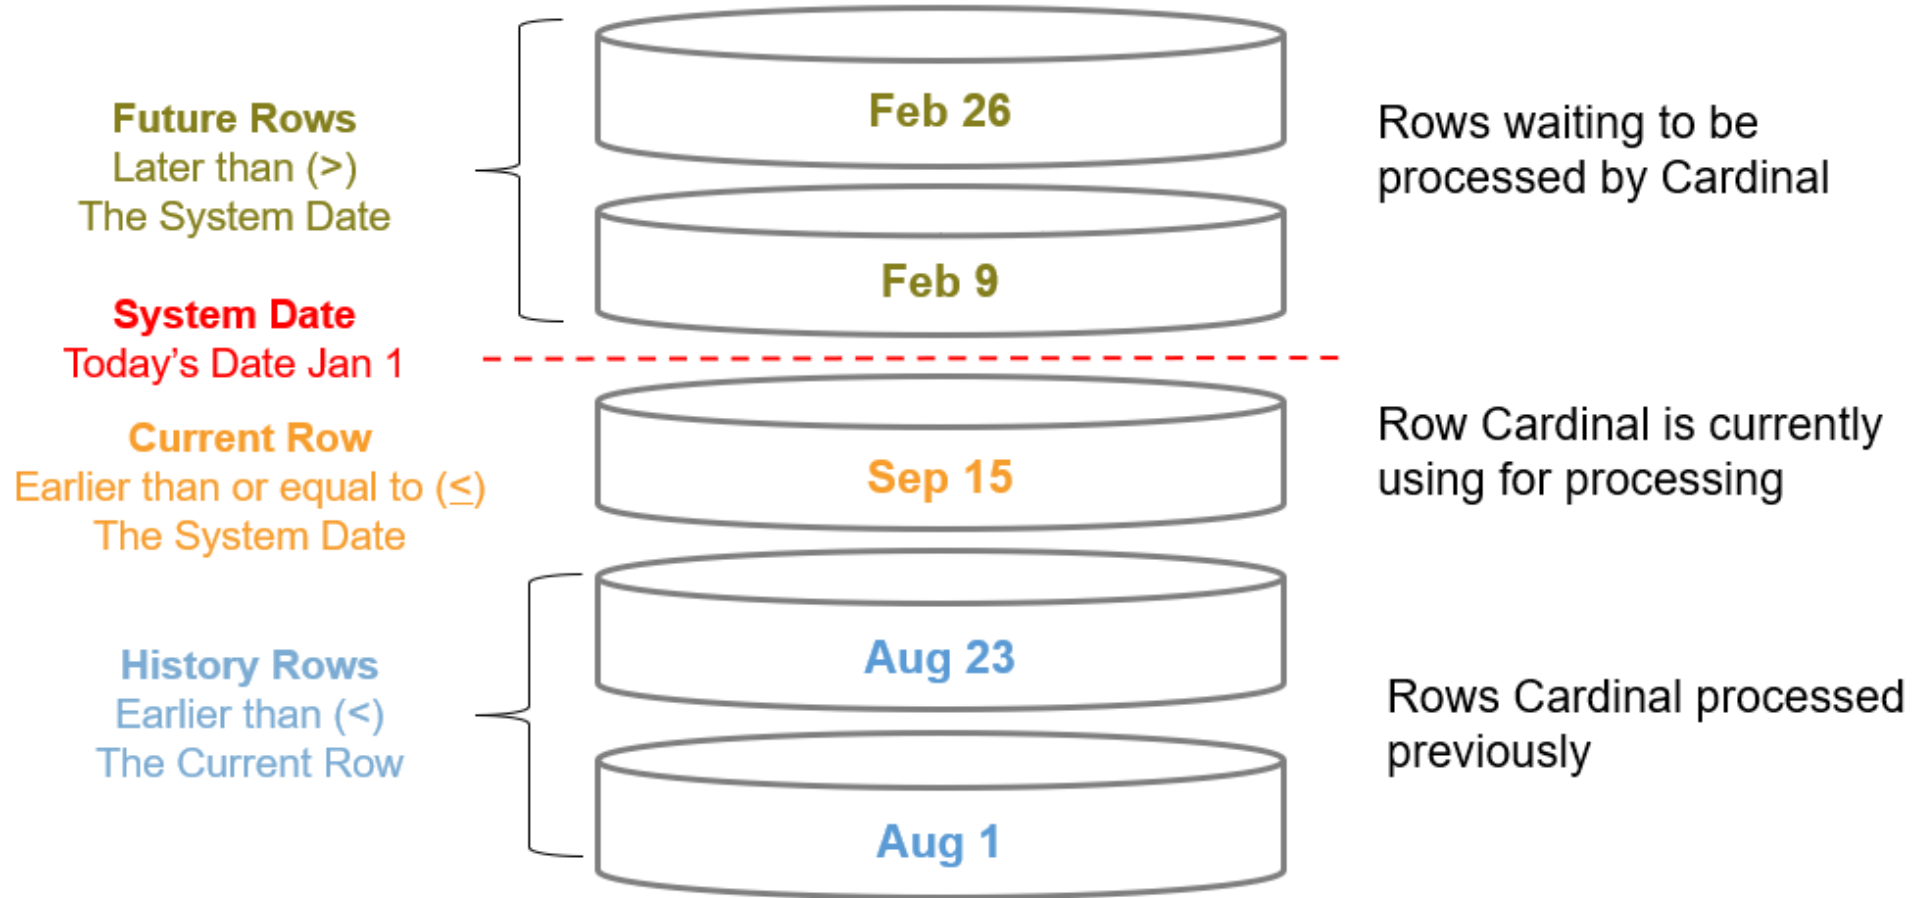 Future Rows
Later than (>)
The System Date
Feb 26
Rows waiting to be
processed by Cardinal
Feb 9
System Date
Today's Date Jan 1
Current Row
Earlier than or equal to (≤)
The System Date
Sep 15
Row Cardinal is currently
using for processing
History Rows
Earlier than (<)
The Current Row
Aug 23
Aug 1
Rows Cardinal processed
previously